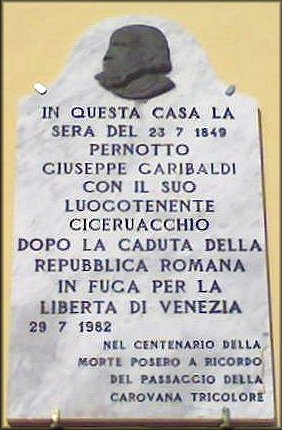 IN QUESTA CASA LA
SERA DEL 23 7 1849
PERNOTTO
GIUSEPPE GARIBALDI
CON IL SUO
LUOGOTENENTE
CICERUACCHIO
DOPO LA CADUTA DELLA
REPUBBLICA ROMANA
IN FUGA PER LA
LIBERTA DI VENEZIA
29 7 1982
NEL CENTENARIO DELLA
MORTE POSERO A RICORDO
DEL PASSAGGIO DELLA
CAROVANA TRICOLORE